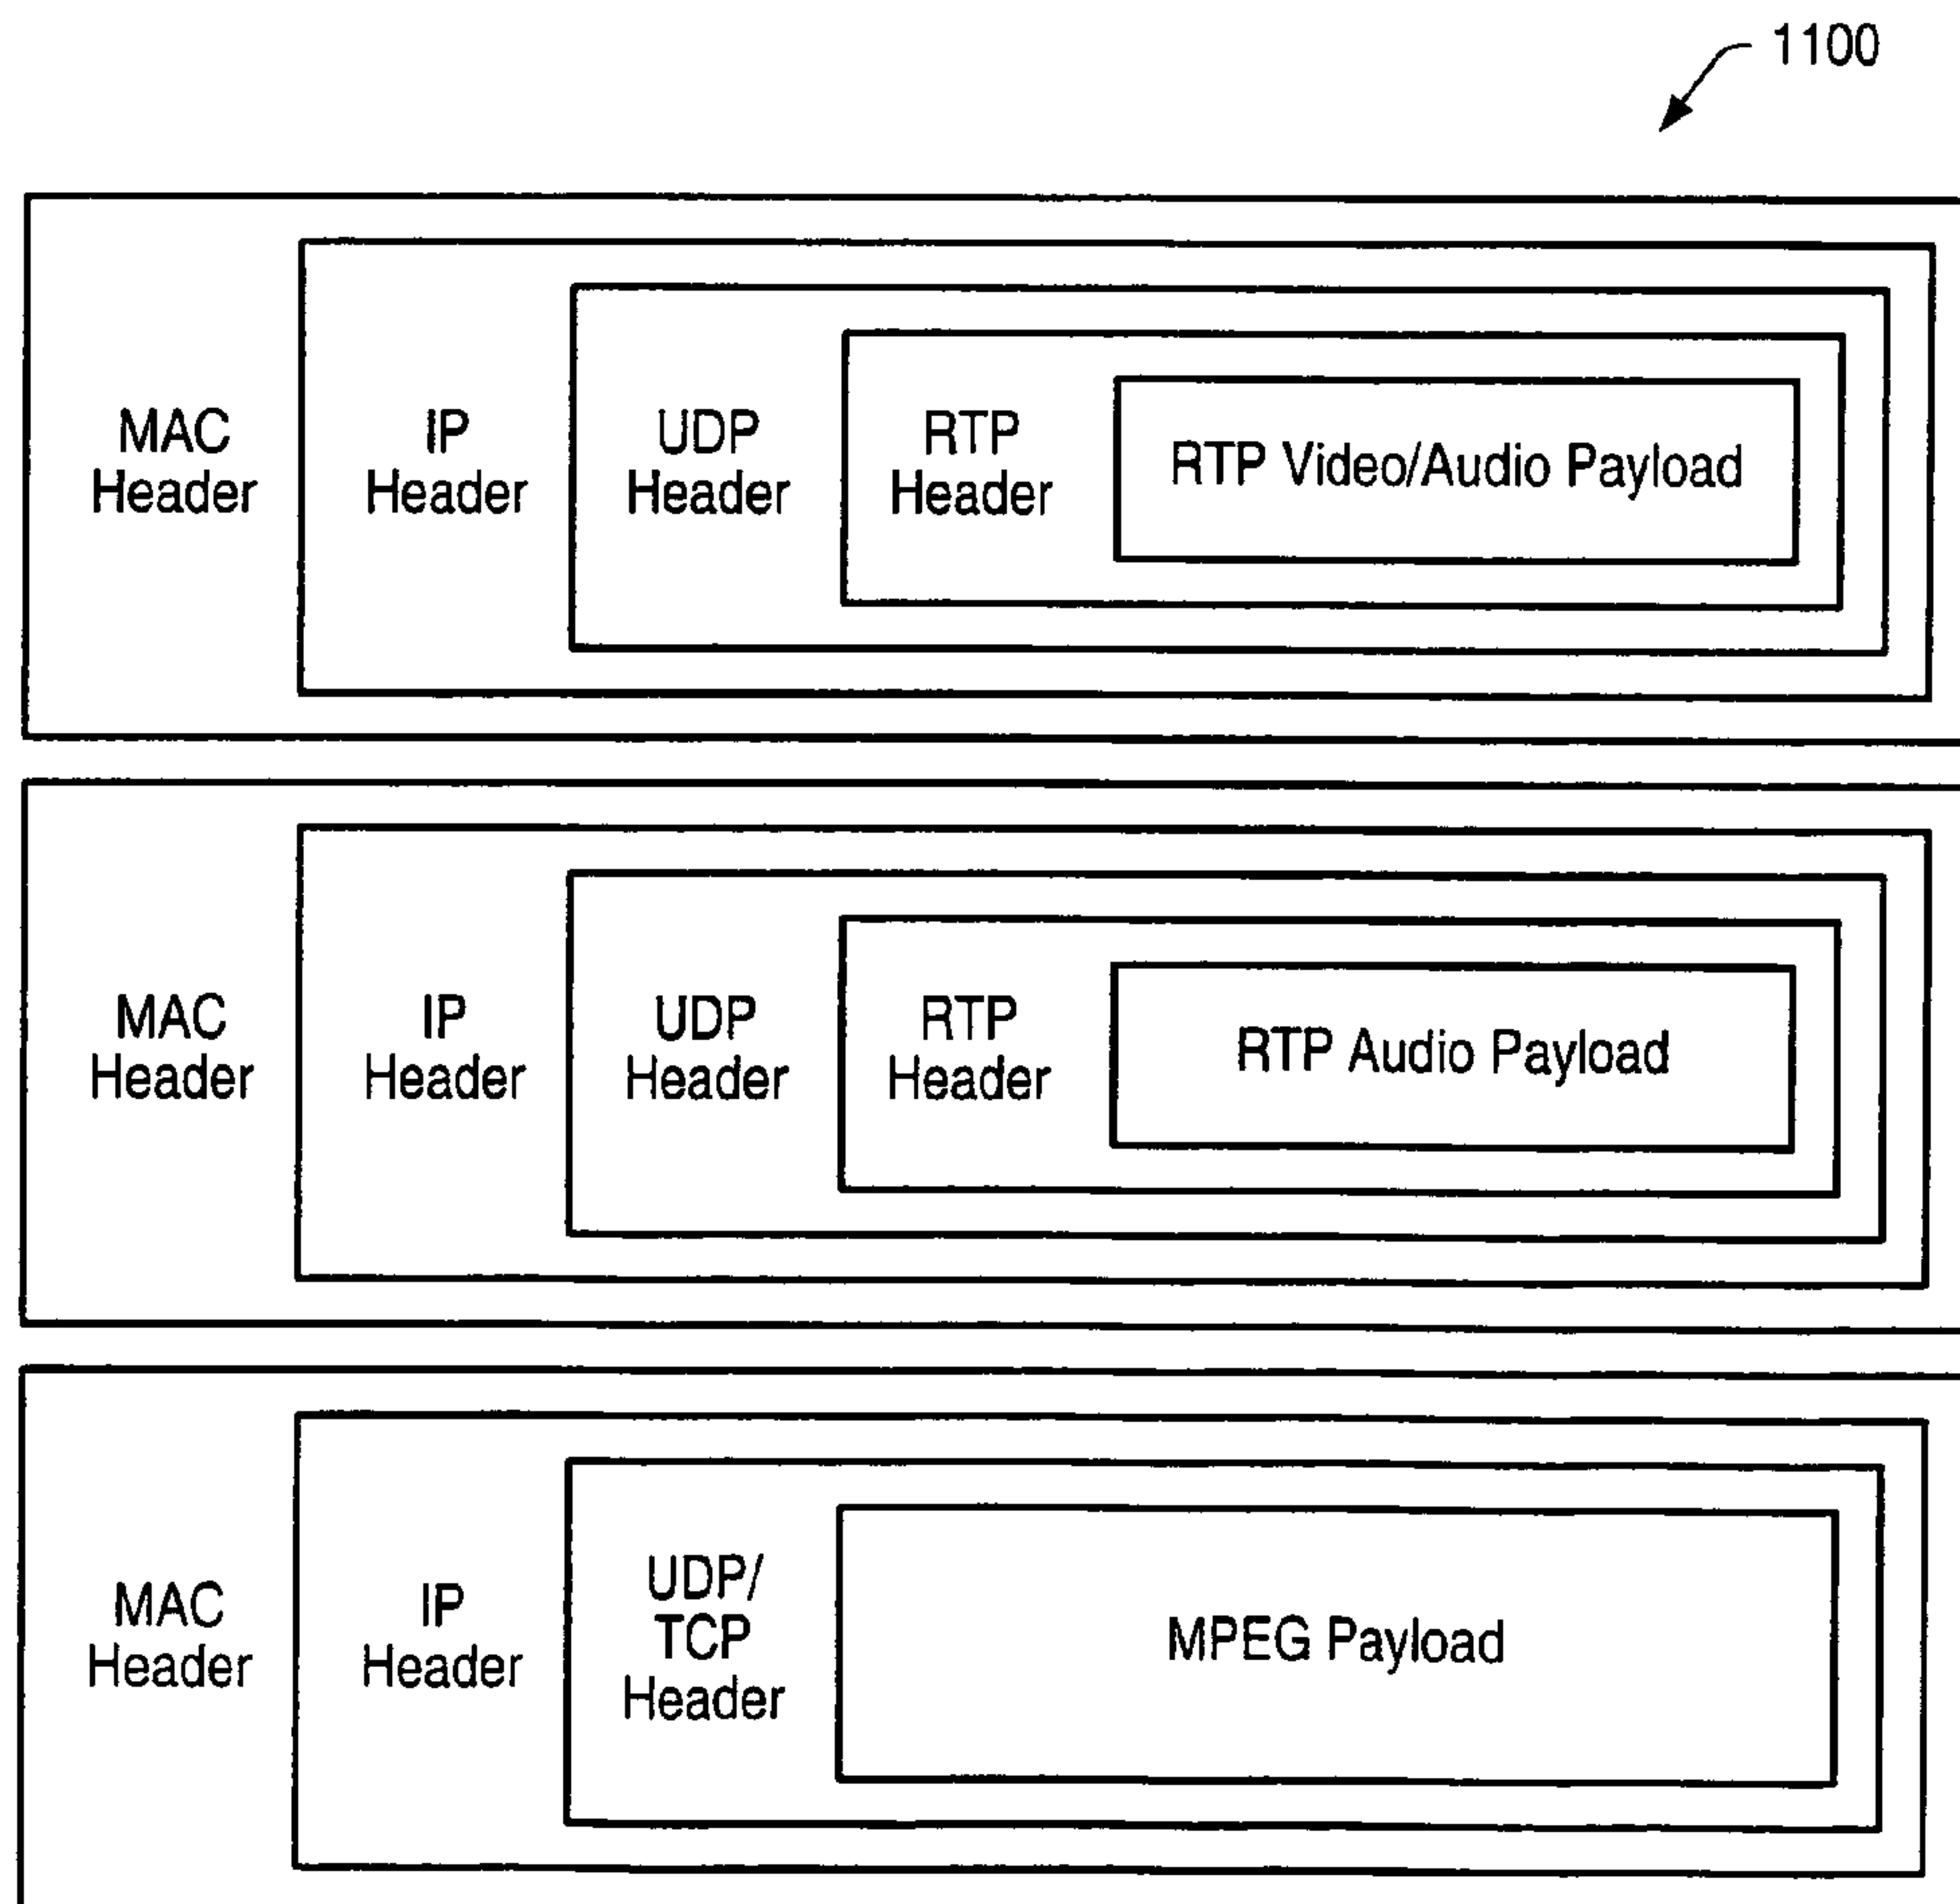 1100
MAC
Header
IP
Header
UDP
Header
RTP
Header
RTP Video/Audio Payload
MAC
Header
IP
Header
UDP
Header
RTP
Header
RTP Audio Payload
MAC
Header
IP
Header
UDP/
TCP
Header
MPEG Payload